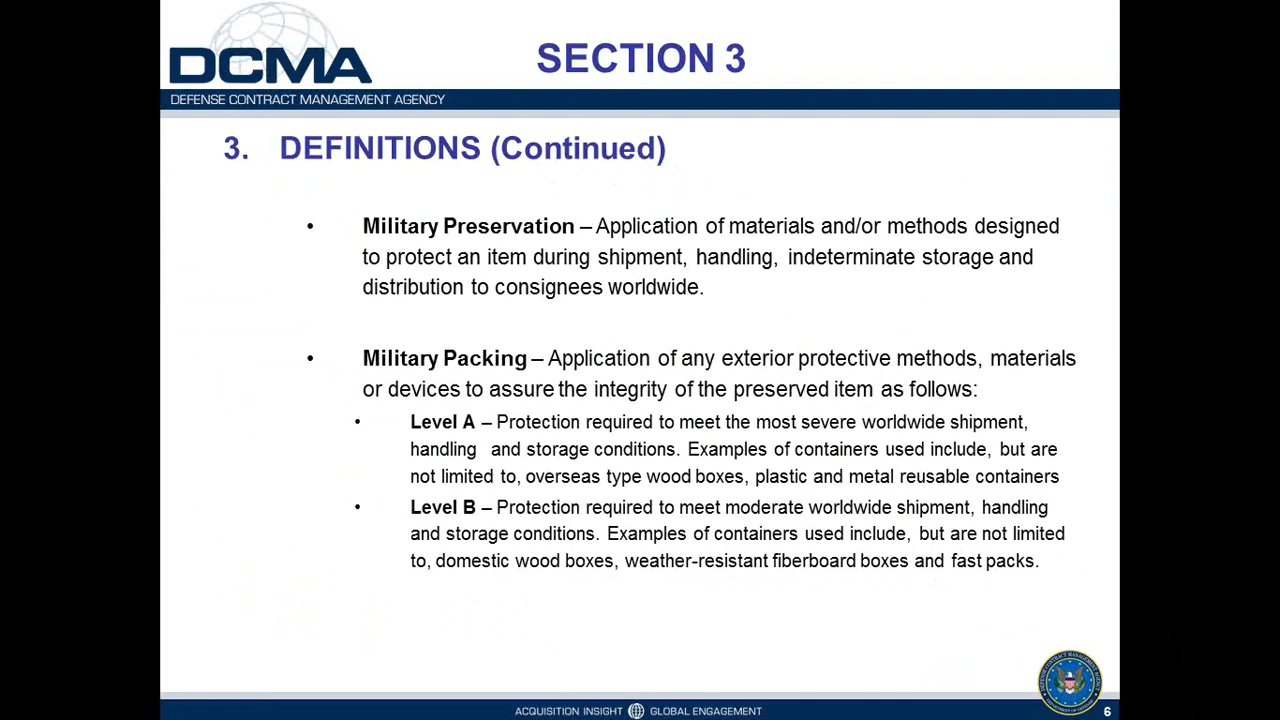 DCMA
SECTION 3
DEFENSE CONTRACT MANAGEMENT AGENCY
3. DEFINITIONS (Continued)
• Military Preservation – Application of materials and/or methods designed
to protect an item during shipment, handling, indeterminate storage and
distribution to consignees worldwide.
• Military Packing – Application of any exterior protective methods, materials
or devices to assure the integrity of the preserved item as follows:
• Level A – Protection required to meet the most severe worldwide shipment,
handling and storage conditions. Examples of containers used include, but are
not limited to, overseas type wood boxes, plastic and metal reusable containers
• Level B – Protection required to meet moderate worldwide shipment, handling
and storage conditions. Examples of containers used include, but are not limited
to, domestic wood boxes, weather-resistant fiberboard boxes and fast packs.
ACQUISITION INSIGHT GLOBAL ENGAGEMENT
6